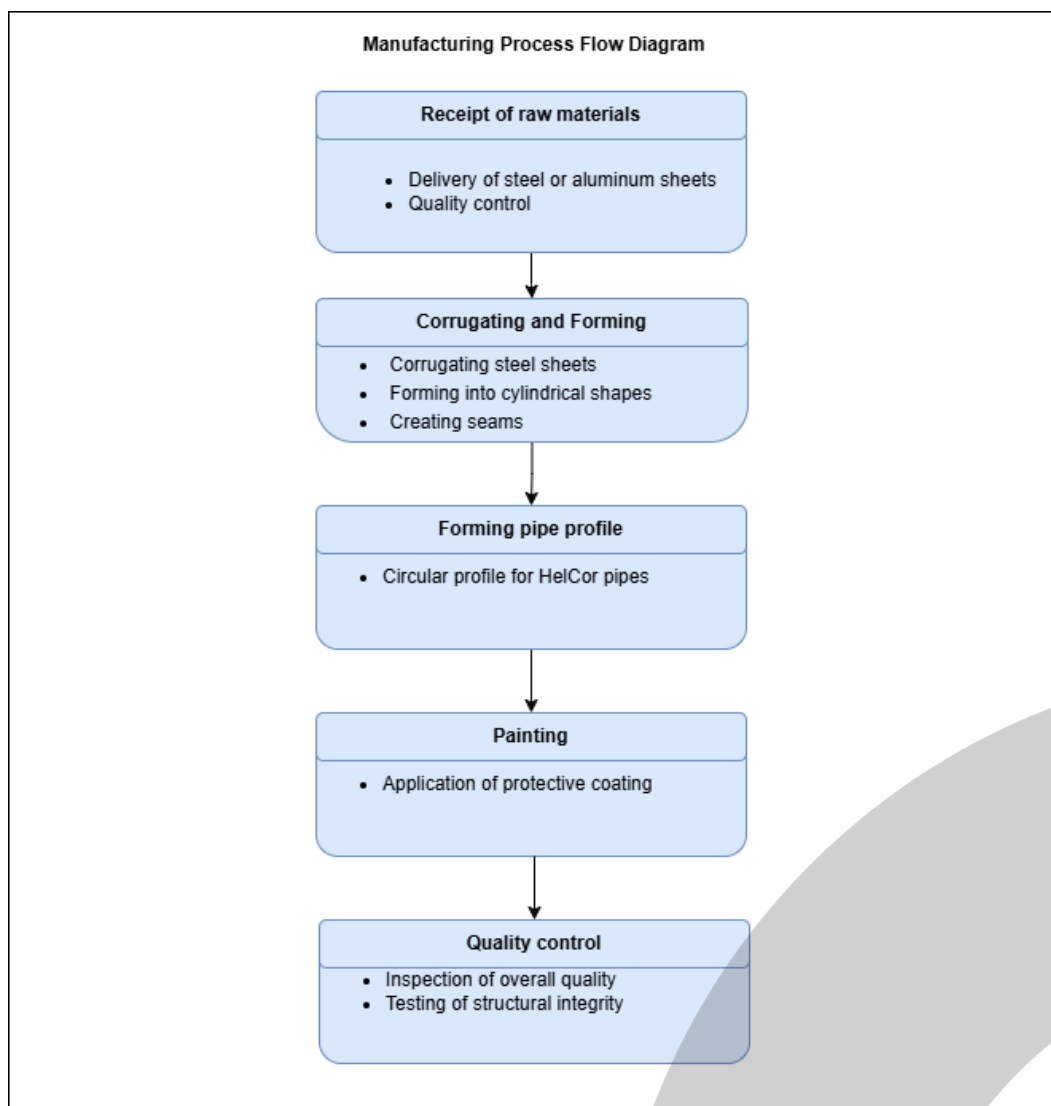 Manufacturing Process Flow Diagram
Receipt of raw materials
• Delivery of steel or aluminum sheets
• Quality control
Corrugating and Forming
• Corrugating steel sheets
• Forming into cylindrical shapes
• Creating seams
Forming pipe profile
• Circular profile for HelCor pipes
Painting
• Application of protective coating
Quality control
• Inspection of overall quality
• Testing of structural integrity